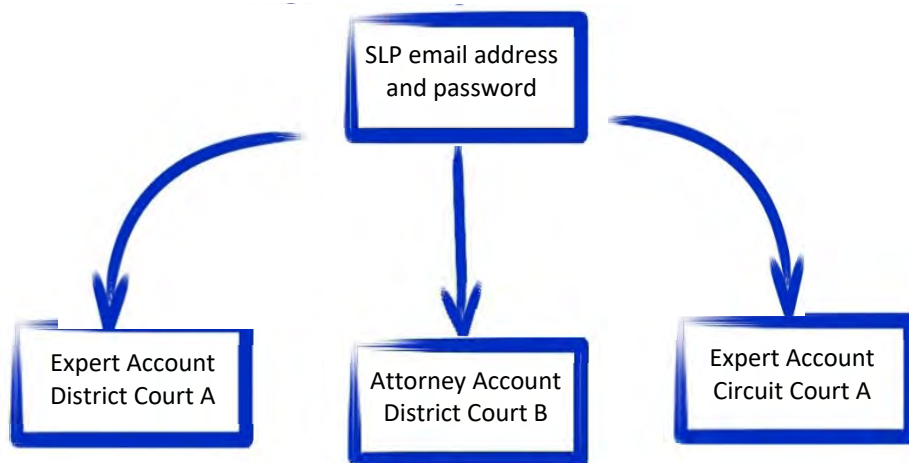 SLP email address
and password
Expert Account
District Court A
Attorney Account
District Court B
Expert Account
Circuit Court A